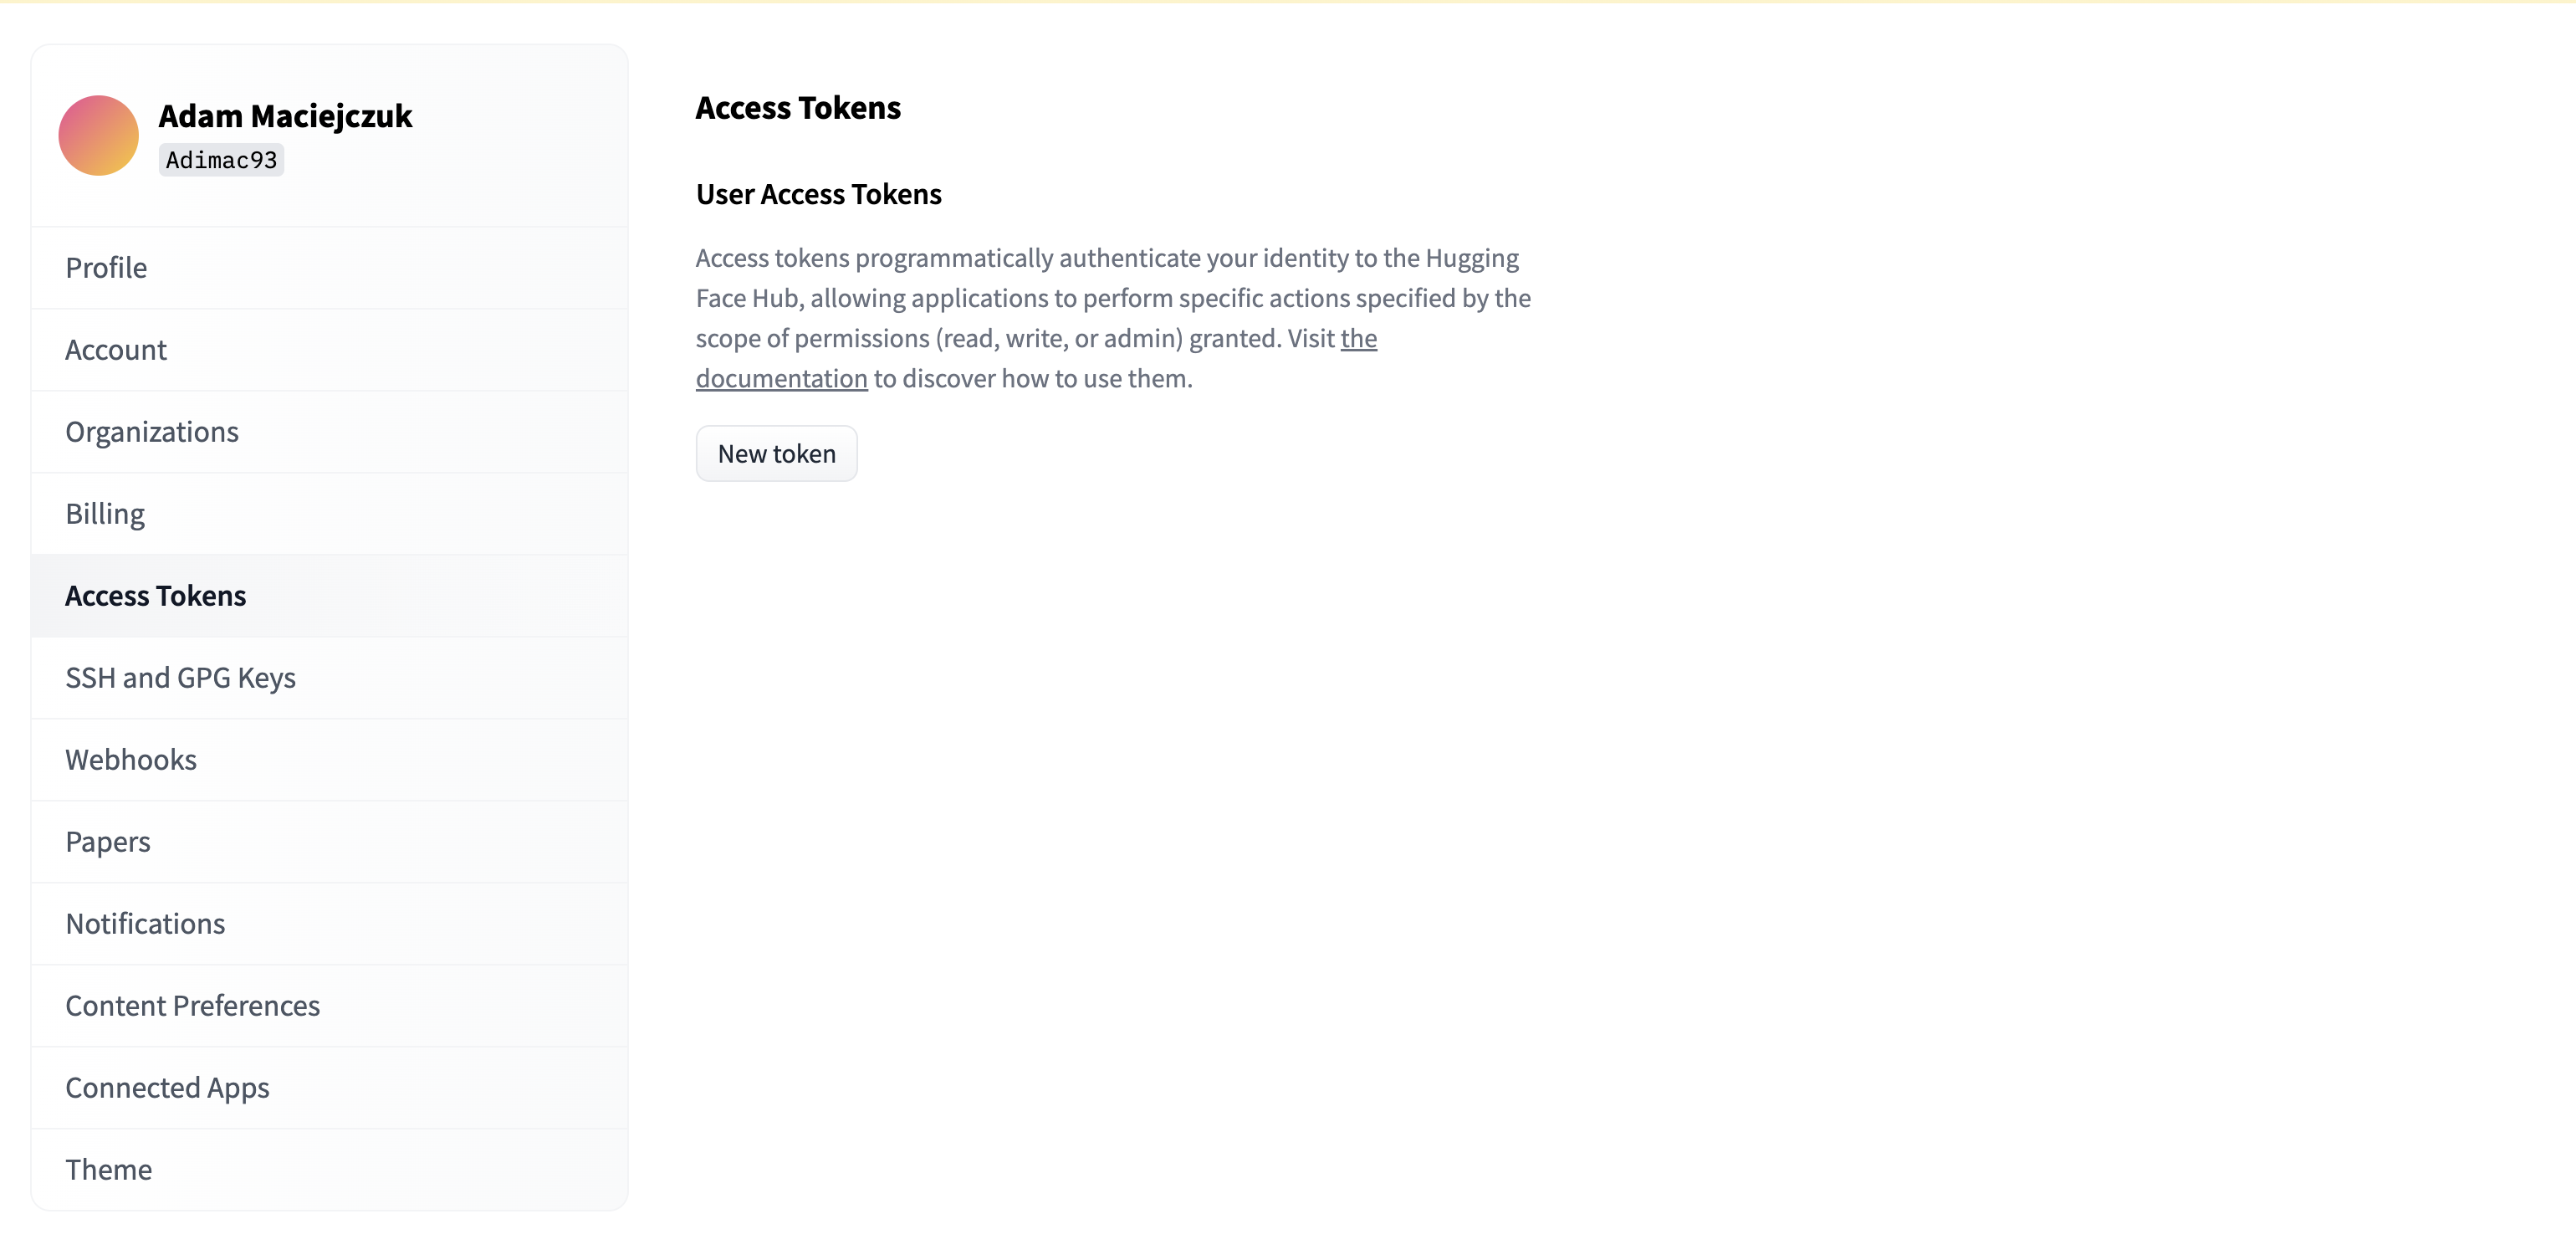 Adam Maciejczuk
Adimac93
Profile
Account
Organizations
Billing
Access Tokens
SSH and GPG Keys
Webhooks
Papers
Notifications
Content Preferences
Connected Apps
Theme
Access Tokens
User Access Tokens
Access tokens programmatically authenticate your identity to the Hugging
Face Hub, allowing applications to perform specific actions specified by the
scope of permissions (read, write, or admin) granted. Visit the
documentation to discover how to use them.
New token